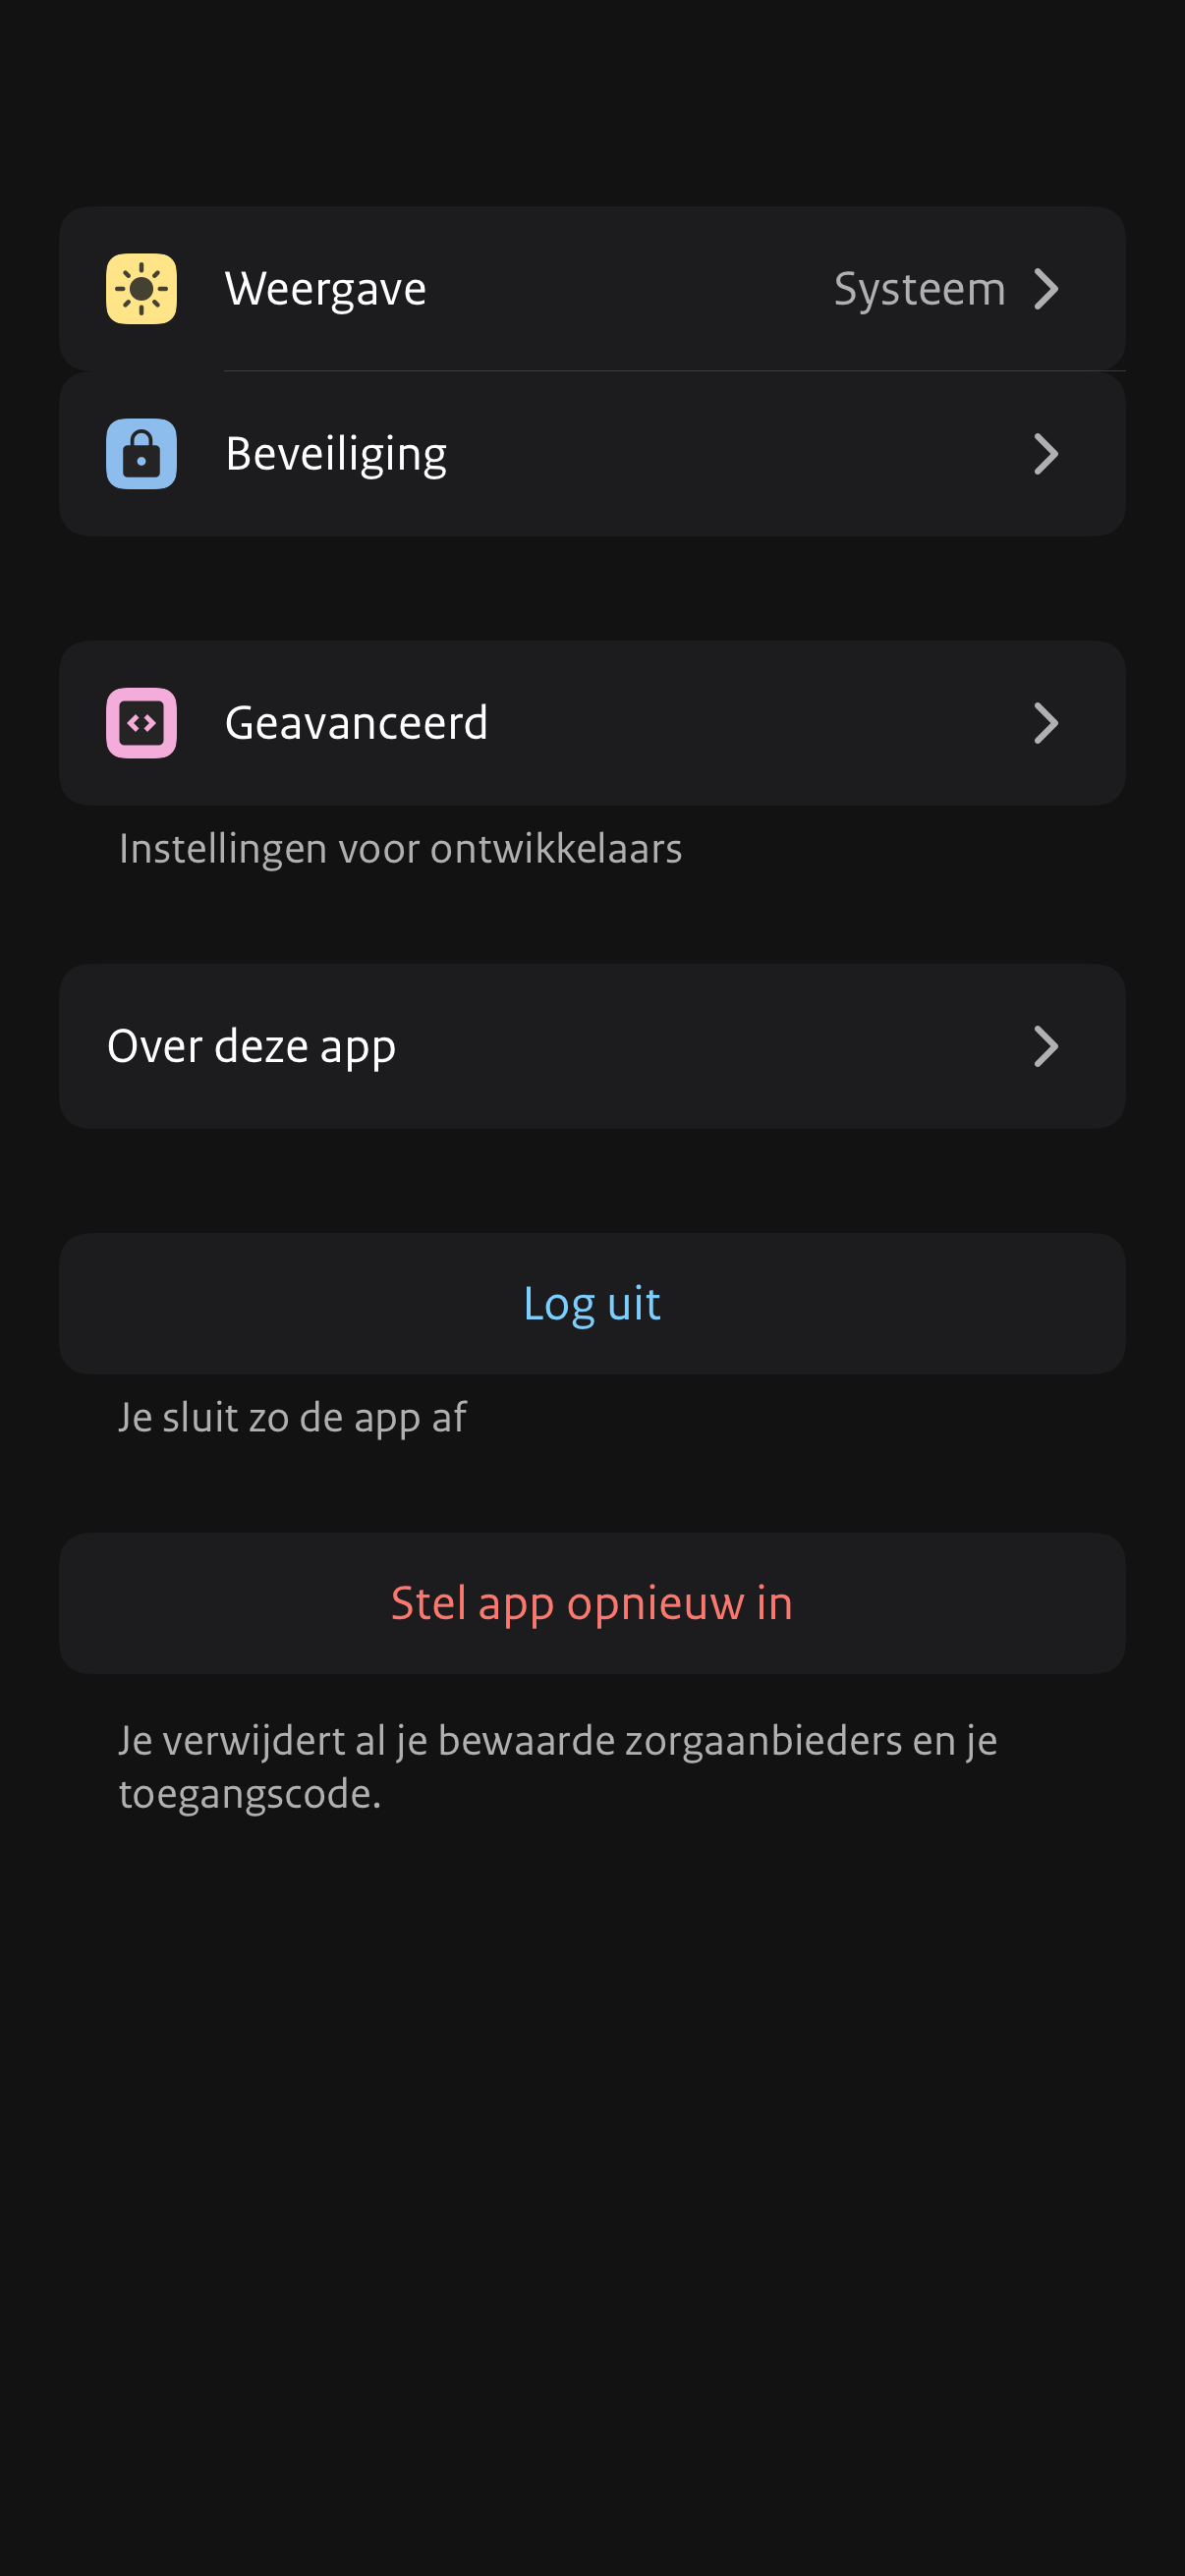 Weergave Systeem
Beveiliging
Geavanceerd
Instellingen voor ontwikkelaars
Over deze app
Log uit
Je sluit zo de app af
Stel app opnieuw in
Je verwijdert al je bewaarde zorgaanbieders en je
toegangscode.